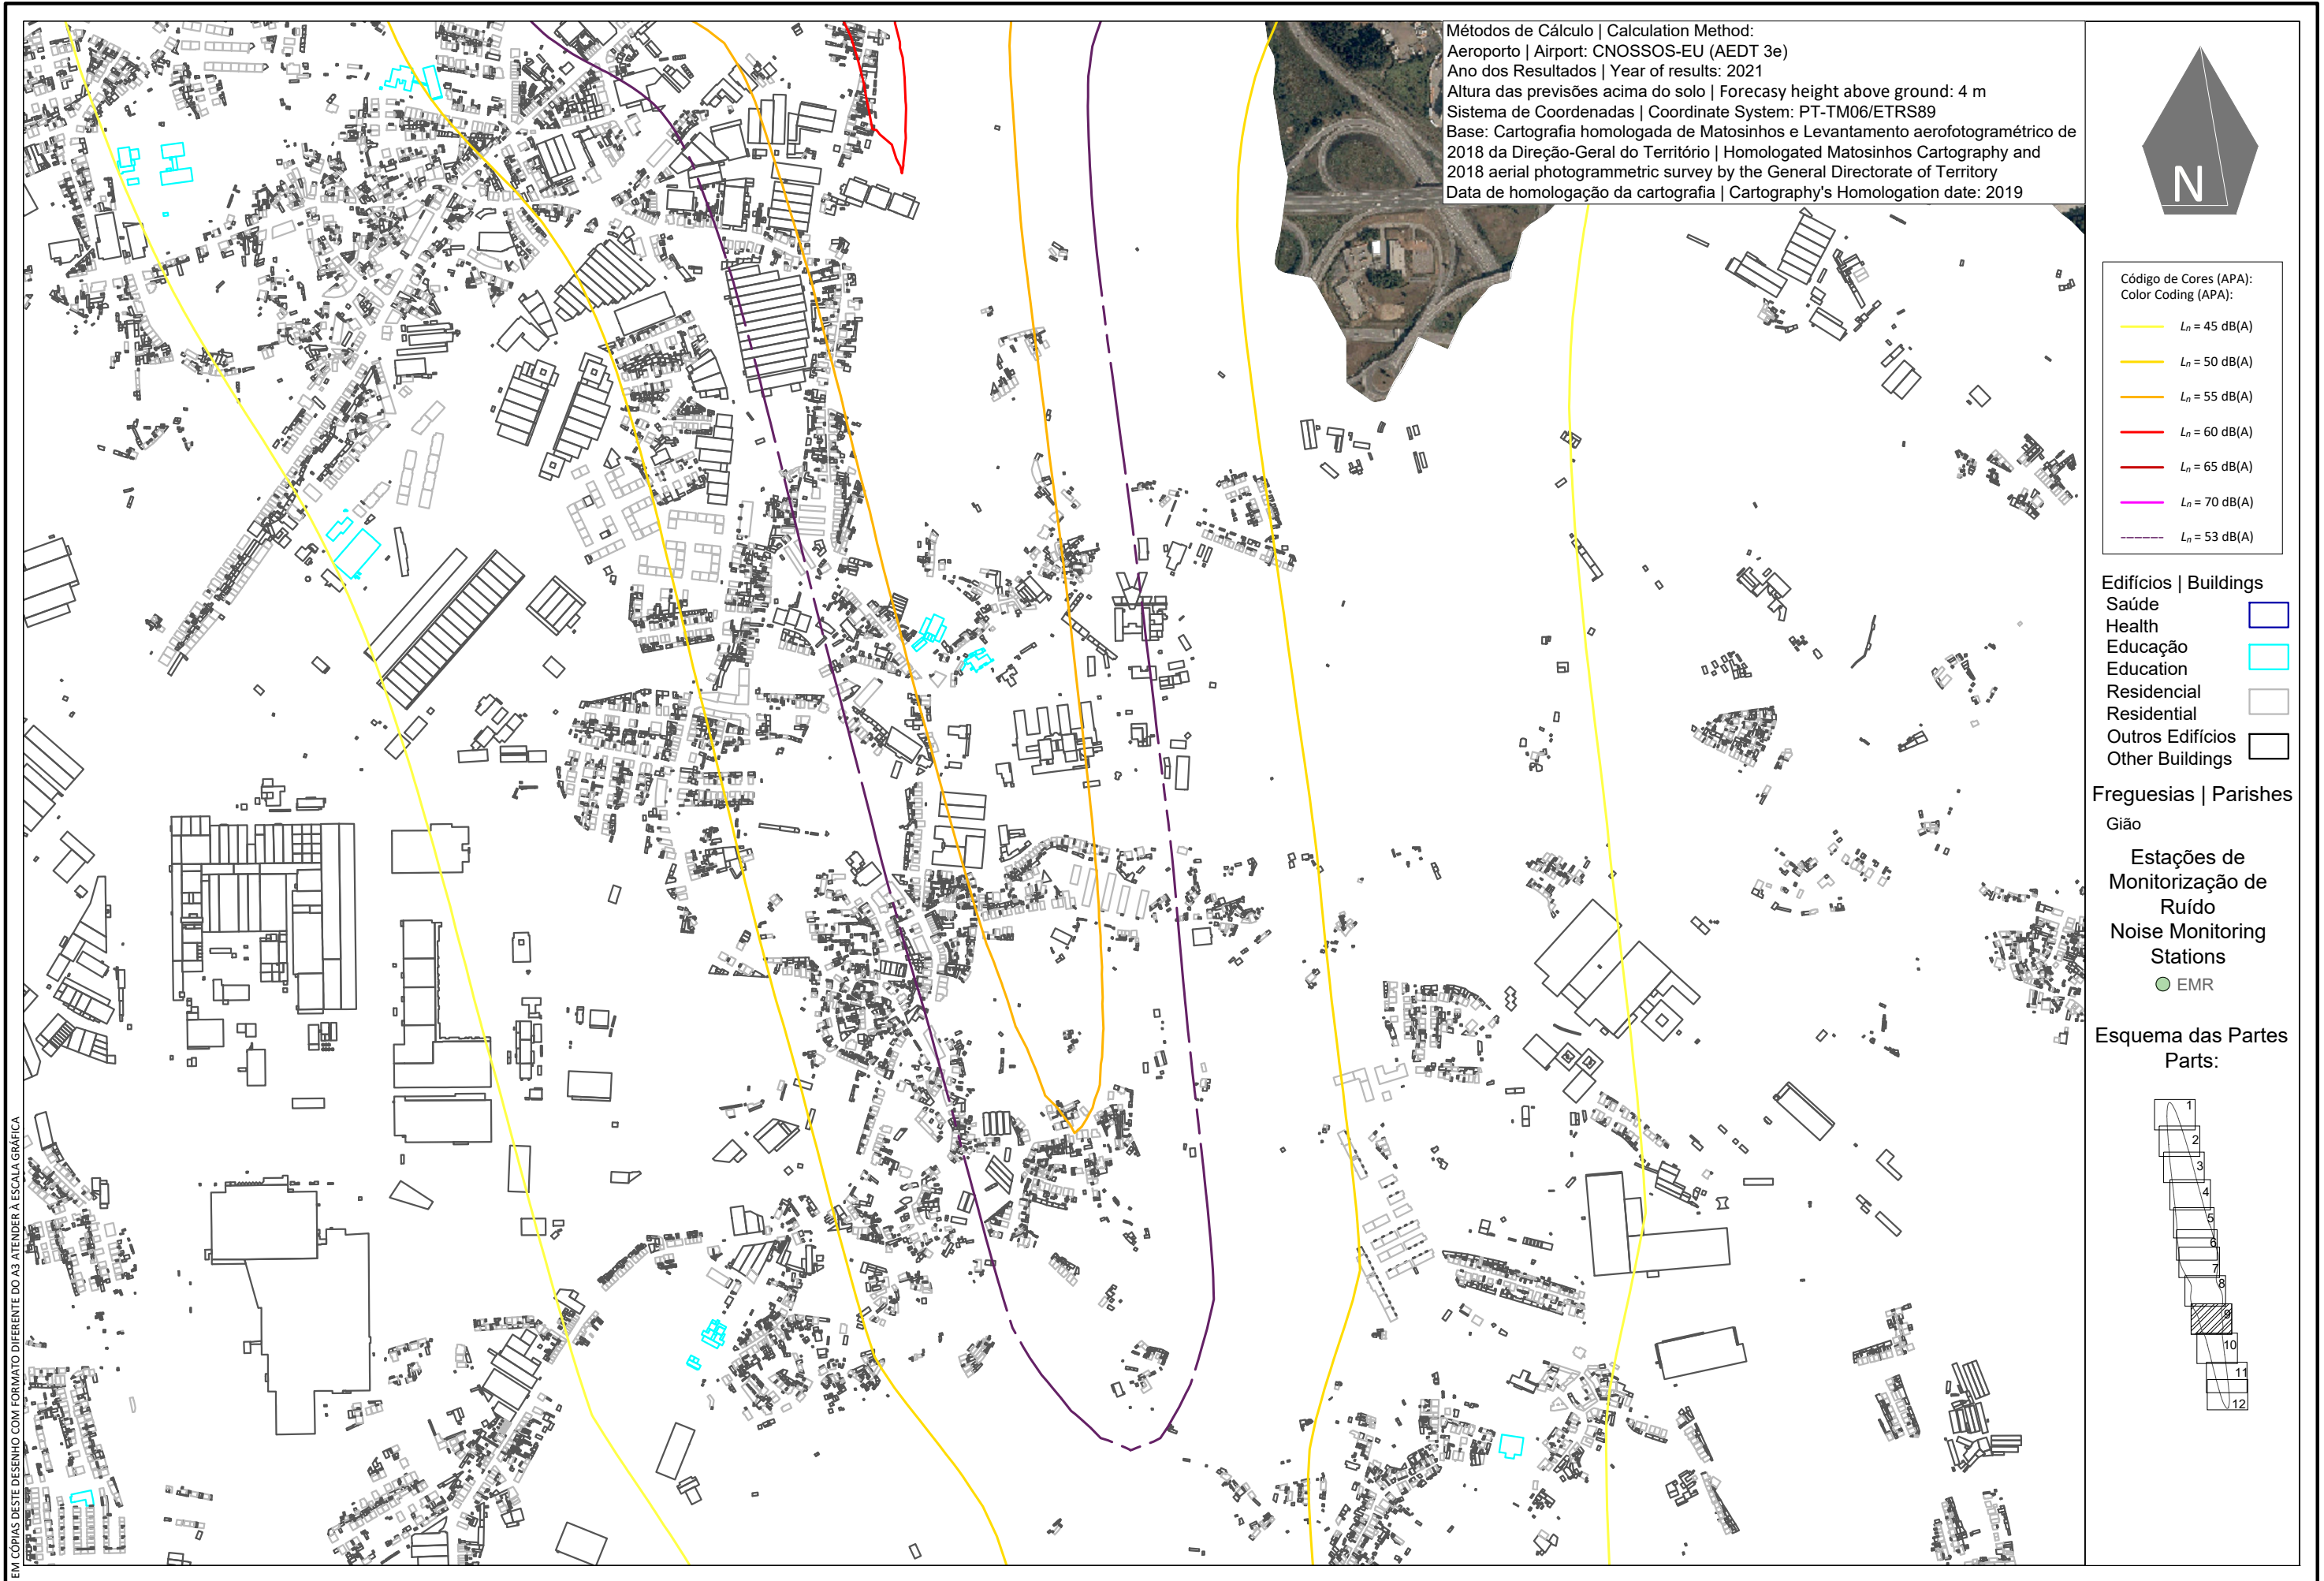 Métodos de Cálculo | Calculation Method:
Aeroporto | Airport: CNOSSOS-EU (AEDT 3e)
Ano dos Resultados | Year of results: 2021
Altura das previsões acima do solo | Forecasy height above ground: 4 m
Sistema de Coordenadas | Coordinate System: PT-TM06/ETRS89
Base: Cartografia homologada de Matosinhos e Levantamento aerofotogramétrico de
2018 da Direção-Geral do Território | Homologated Matosinhos Cartography and
2018 aerial photogrammetric survey by the General Directorate of Territory
Data de homologação da cartografia | Cartography's Homologation date: 2019
N
Código de Cores (APA):
Color Coding (APA):
Ln = 45 dB(A)
Ln = 50 dB(A)
Ln = 55 dB(A)
Ln = 60 dB(A)
Ln = 65 dB(A)
Ln = 70 dB(A)
Ln = 53 dB(A)
Edifícios | Buildings
Saúde
Health
Educação
Education
Residencial
Residential
Outros Edifícios
Other Buildings
Freguesias | Parishes
Gião
Estações de
Monitorização de
Ruído
Noise Monitoring
Stations
EMR
Esquema das Partes
Parts:
1
2
3
4
5
6
7
8
9
10
11
12
EM CÓPIAS DESTE DESENHO COM FORMATO DIFERENTE DO A3 ATENDER À ESCALA GRÁFICA